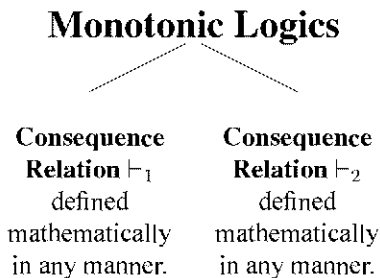 Monotonic Logics
Consequence
Relation ⊢₁
defined
mathematically
in any manner.
Consequence
Relation ⊢₂
defined
mathematically
in any manner.